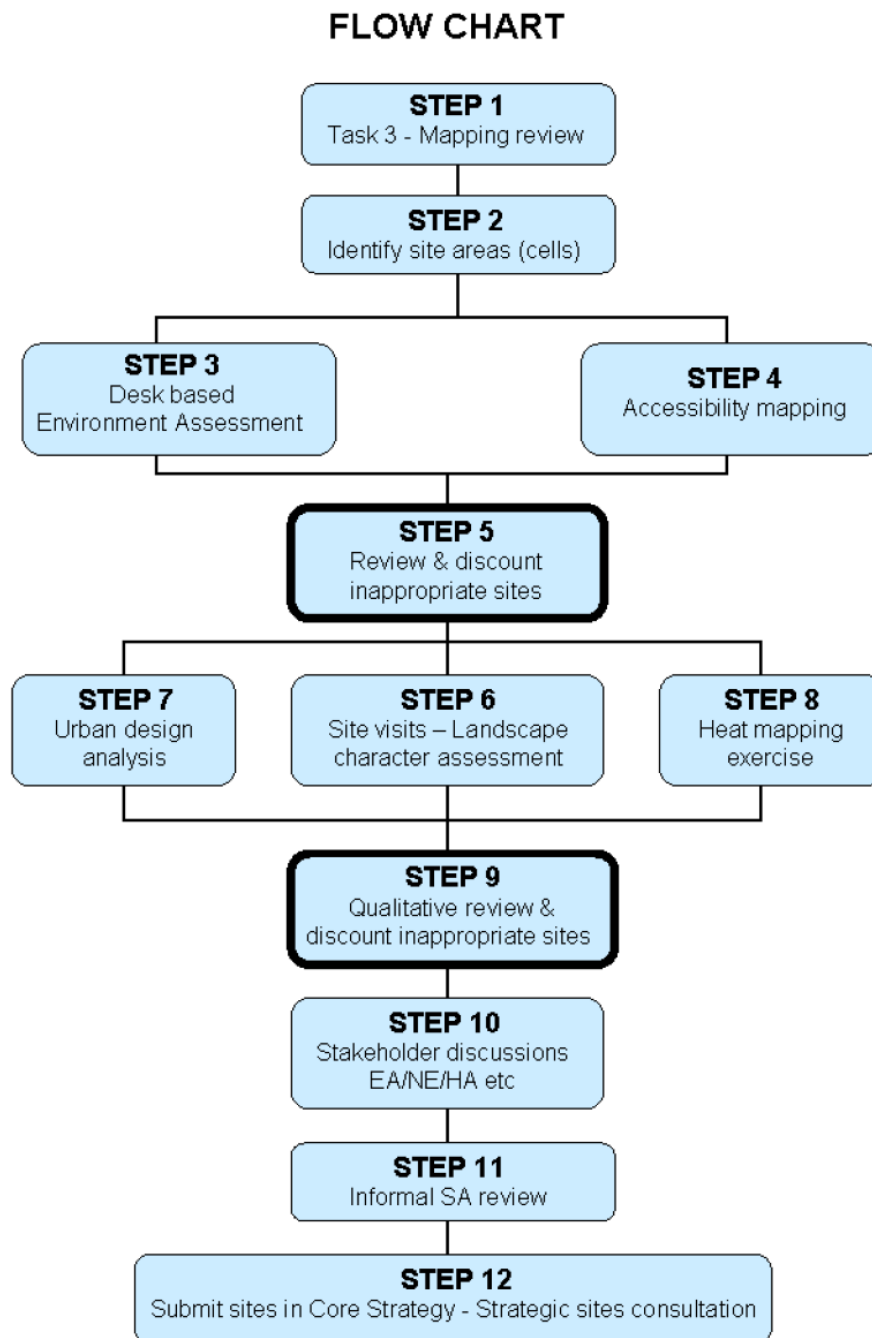 FLOW CHART
STEP 1
Task 3 - Mapping review
STEP 2
Identify site areas (cells)
STEP 3
Desk based
Environment Assessment
STEP 4
Accessibility mapping
STEP 5
Review & discount
inappropriate sites
STEP 7
Urban design
analysis
STEP 6
Site visits – Landscape
character assessment
STEP 8
Heat mapping
exercise
STEP 9
Qualitative review &
discount inappropriate sites
STEP 10
Stakeholder discussions
EA/NE/HA etc
STEP 11
Informal SA review
STEP 12
Submit sites in Core Strategy - Strategic sites consultation